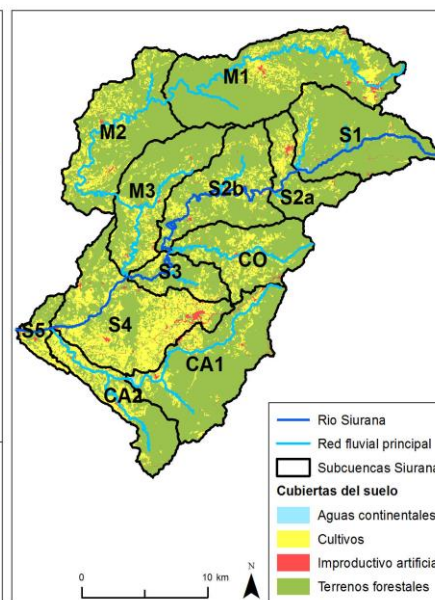 M1
M2
S1
M3
S2b
S2a
S3
CO
S4
S5
CA1
CA2
Rio Siurana
Red fluvial principal
Subcuencas Siurana
Cubiertas del suelo
Aguas continentales
Cultivos
Improductivo artificial
Terrenos forestales
N
0 10 km